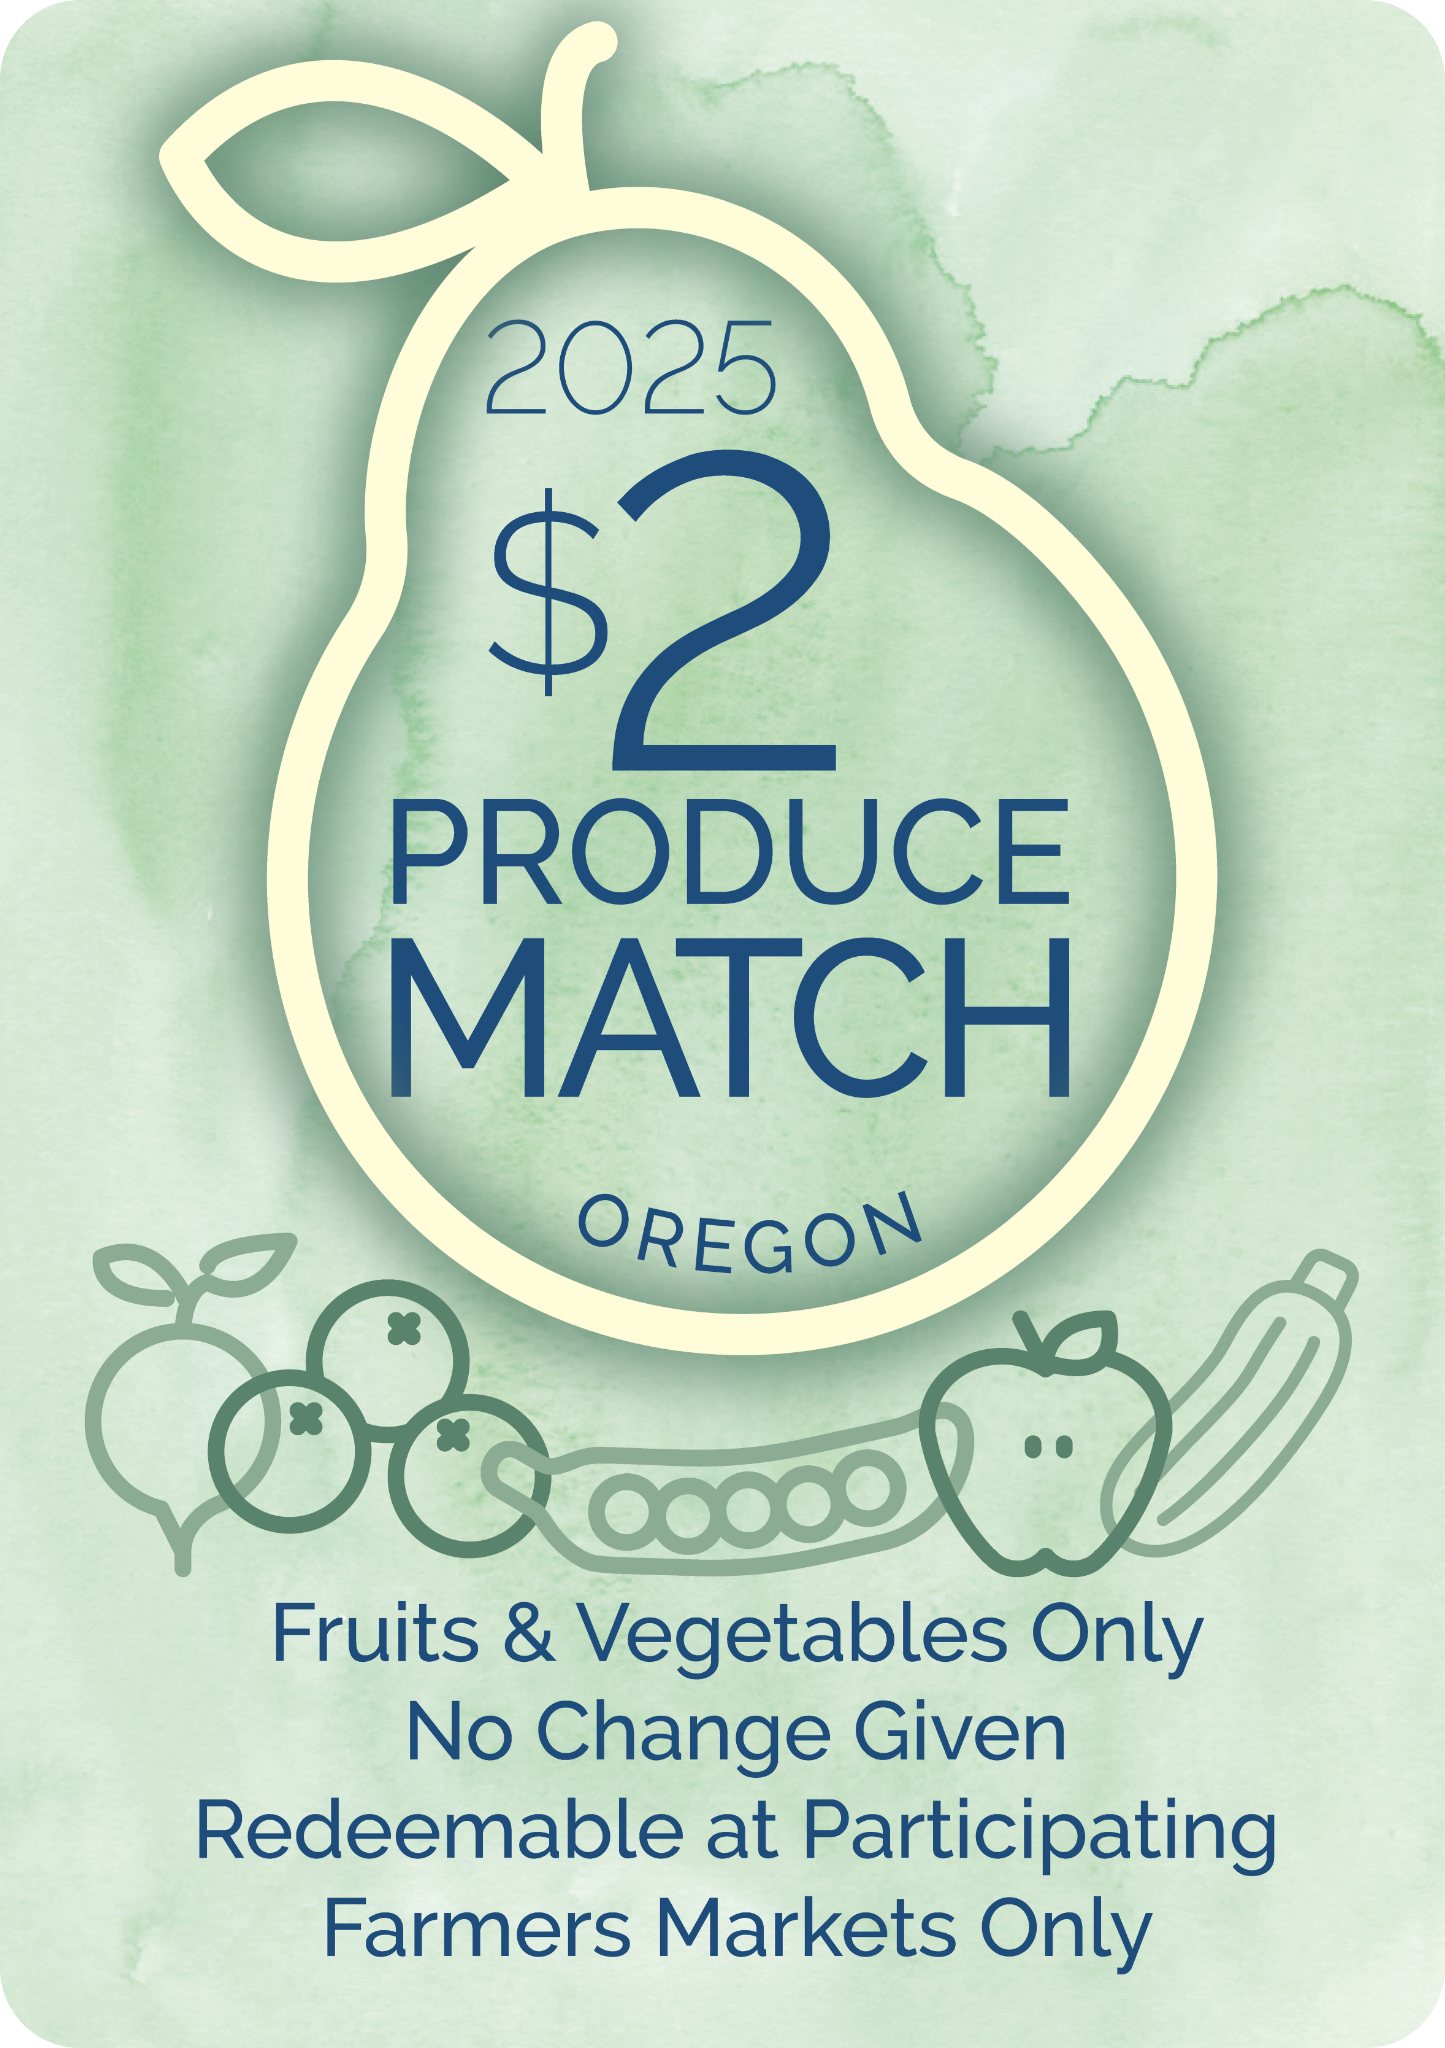 2025
$2
PRODUCE
MATCH
OREGON
Fruits & Vegetables Only
No Change Given
Redeemable at Participating
Farmers Markets Only